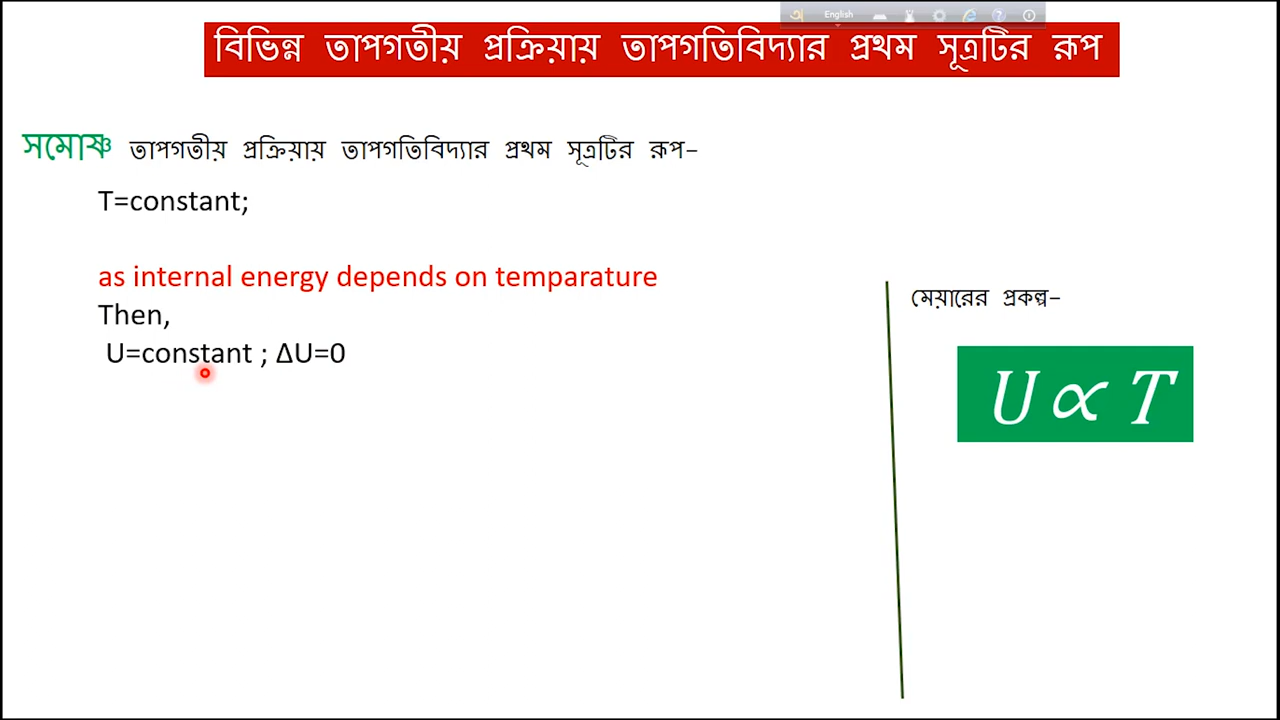 অ English
বিভিন্ন তাপগতীয় প্রক্রিয়ায় তাপগতিবিদ্যার প্রথম সূত্রটির রূপ
সমোষ্ণ তাপগতীয় প্রক্রিয়ায় তাপগতিবিদ্যার প্রথম সূত্রটির রূপ-
T=constant;
as internal energy depends on temparature
Then,
U=constant ; ΔU=0
মেয়ারের প্রকল্প-
U ∝ T